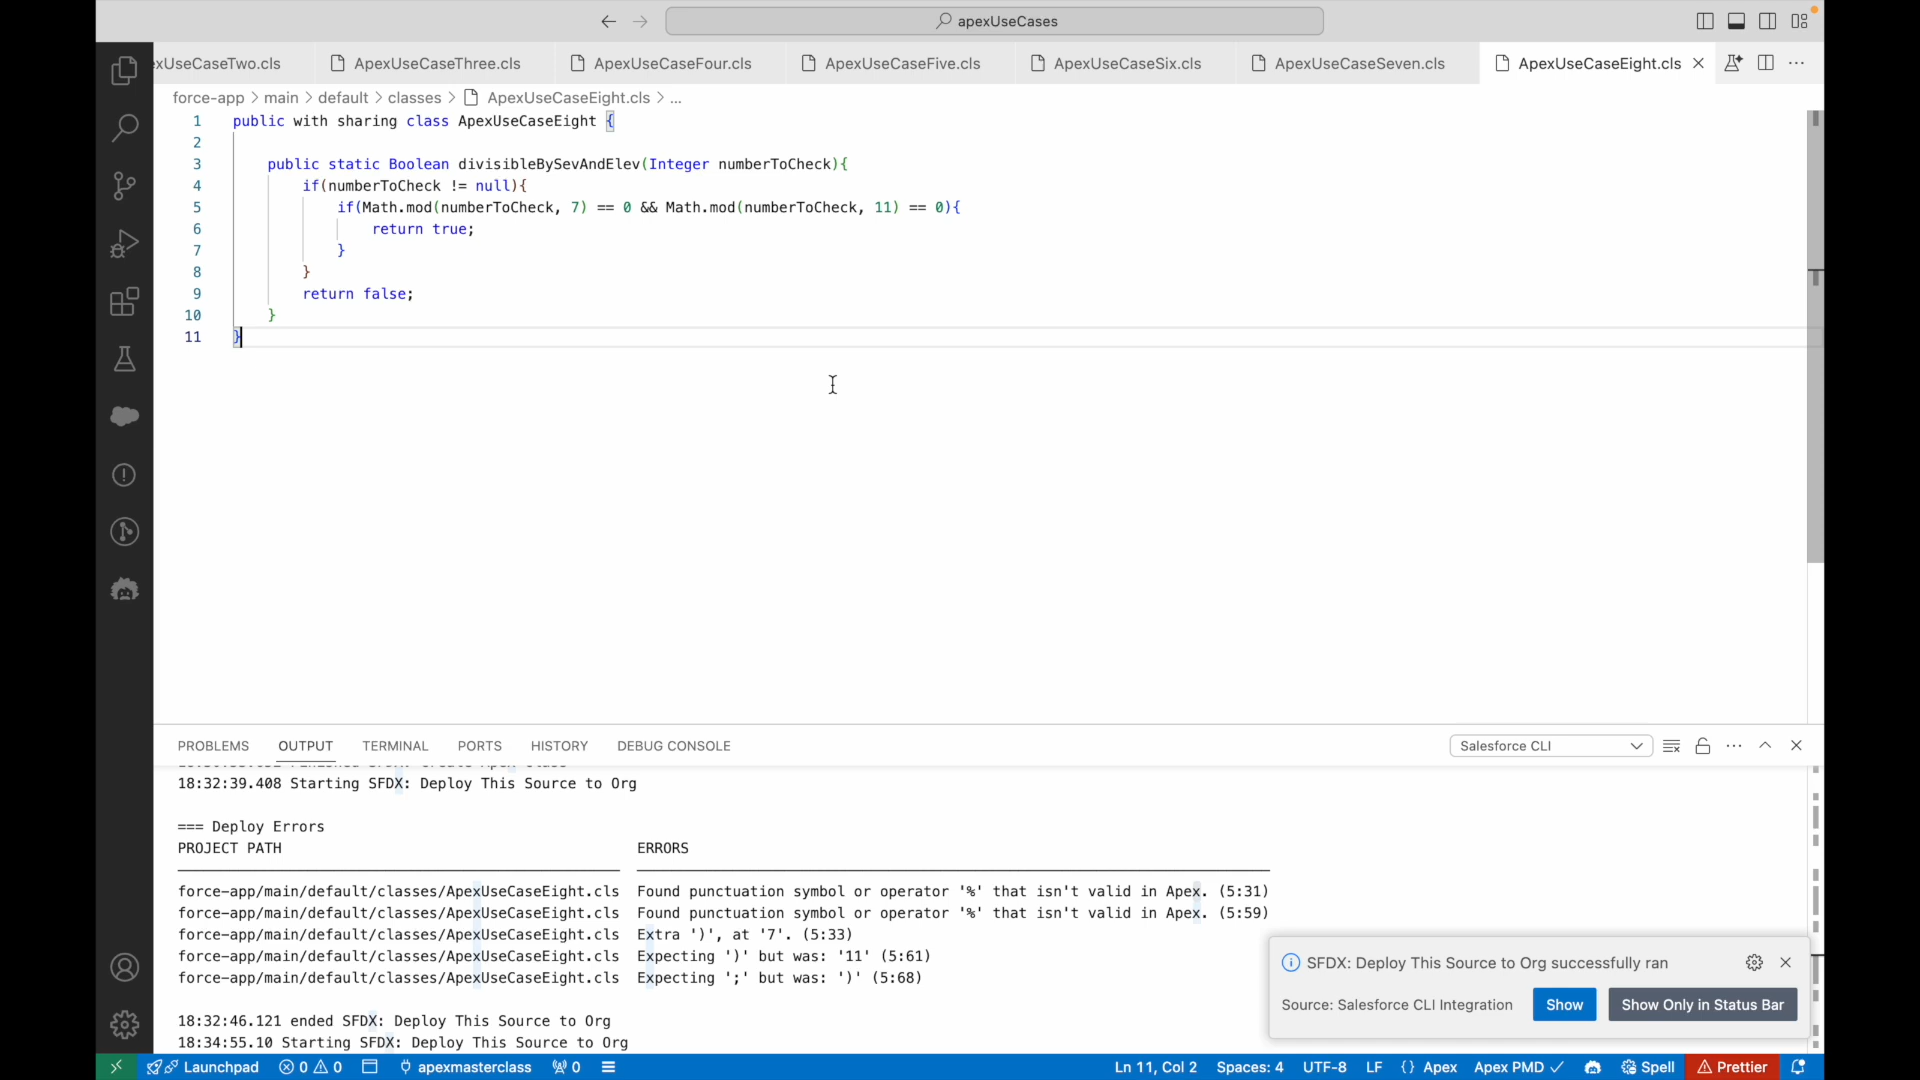 apexUseCases
xUseCaseTwo.cls ApexUseCaseThree.cls ApexUseCaseFour.cls ApexUseCaseFive.cls ApexUseCaseSix.cls ApexUseCaseSeven.cls ApexUseCaseEight.cls
force-app > main > default > classes > ApexUseCaseEight.cls > ...
1 public with sharing class ApexUseCaseEight {
2
3 public static Boolean divisibleBySevAndElev(Integer numberToCheck){
4 if(numberToCheck != null){
5 if(Math.mod(numberToCheck, 7) == 0 && Math.mod(numberToCheck, 11) == 0){
6 return true;
7 }
8 }
9 return false;
10 }
11 }
PROBLEMS OUTPUT TERMINAL PORTS HISTORY DEBUG CONSOLE Salesforce CLI
18:32:39.408 Starting SFDX: Deploy This Source to Org
=== Deploy Errors
PROJECT PATH ERRORS
force-app/main/default/classes/ApexUseCaseEight.cls Found punctuation symbol or operator '%' that isn't valid in Apex. (5:31)
force-app/main/default/classes/ApexUseCaseEight.cls Found punctuation symbol or operator '%' that isn't valid in Apex. (5:59)
force-app/main/default/classes/ApexUseCaseEight.cls Extra ')', at '7'. (5:33)
force-app/main/default/classes/ApexUseCaseEight.cls Expecting ')' but was: '11' (5:61)
force-app/main/default/classes/ApexUseCaseEight.cls Expecting ';' but was: ')' (5:68)
18:32:46.121 ended SFDX: Deploy This Source to Org
18:34:55.10 Starting SFDX: Deploy This Source to Org
SFDX: Deploy This Source to Org successfully ran
Source: Salesforce CLI Integration Show Show Only in Status Bar
Launchpad 0 0 apexmasterclass 0 Ln 11, Col 2 Spaces: 4 UTF-8 LF {} Apex Apex PMD ✓ Spell Prettier